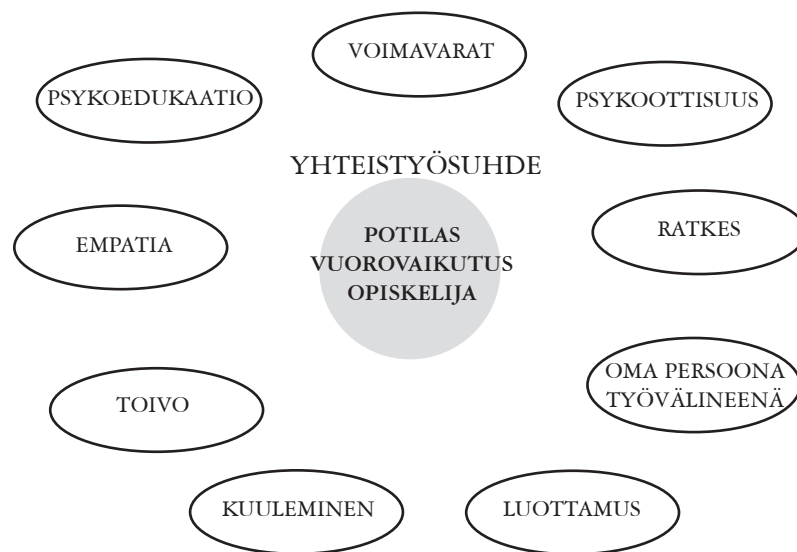 VOIMAVARAT
PSYKOEDUKAATIO
PSYKOOTTISUUS
YHTEISTYÖSUHDE
POTILAS
VUOROVAIKUTUS
OPISKELIJA
EMPATIA
RATKES
OMA PERSOONA
TYÖVÄLINEENÄ
TOIVO
KUULEMINEN
LUOTTAMUS